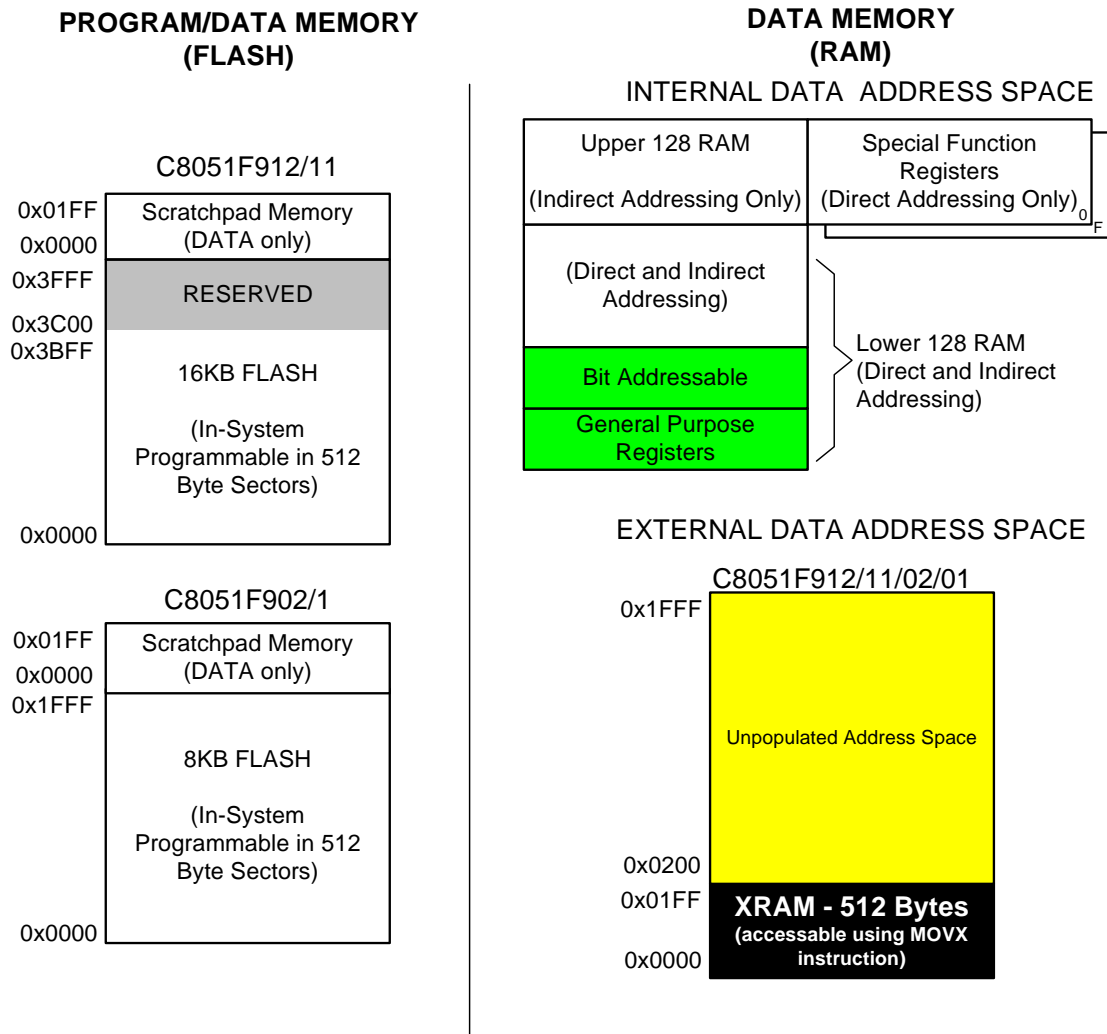 PROGRAM/DATA MEMORY
(FLASH)
C8051F912/11
0x01FF
Scratchpad Memory
(DATA only)
0x0000
0x3FFF
RESERVED
0x3C00
0x3BFF
16KB FLASH
(In-System
Programmable in 512
Byte Sectors)
0x0000
C8051F902/1
0x01FF
Scratchpad Memory
(DATA only)
0x0000
0x1FFF
8KB FLASH
(In-System
Programmable in 512
Byte Sectors)
0x0000
DATA MEMORY
(RAM)
INTERNAL DATA ADDRESS SPACE
Upper 128 RAM
(Indirect Addressing Only)
Special Function
Registers
(Direct Addressing Only)
0
F
(Direct and Indirect
Addressing)
Bit Addressable
General Purpose
Registers
Lower 128 RAM
(Direct and Indirect
Addressing)
EXTERNAL DATA ADDRESS SPACE
C8051F912/11/02/01
0x1FFF
Unpopulated Address Space
0x0200
0x01FF
XRAM - 512 Bytes
(accessable using MOVX
instruction)
0x0000